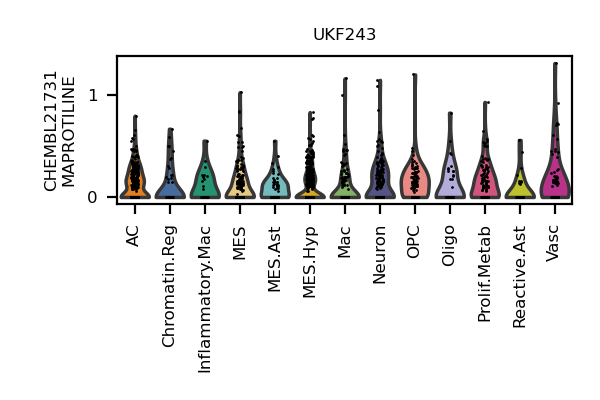 UKF243
CHEMBL21731
MAPROTILINE
1
0
AC
Chromatin.Reg
Inflammatory.Mac
MES
MES.Ast
MES.Hyp
Mac
Neuron
OPC
Oligo
Prolif.Metab
Reactive.Ast
Vasc